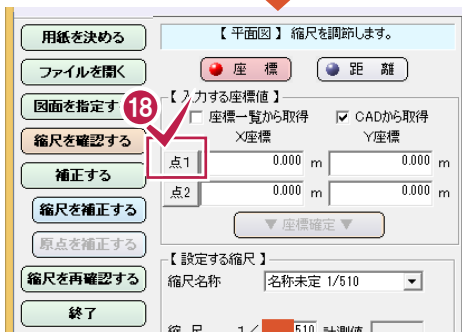 用紙を決める
ファイルを開く
図面を指定す
縮尺を確認する
補正する
縮尺を補正する
原点を補正する
縮尺を再確認する
終了
【 平面図 】 縮尺を調節します。
座 標 距 離
18
力する座標値 】
座標一覧から取得 CADから取得
X座標 Y座標
点1 0.000 m 0.000 m
点2 0.000 m 0.000 m
▼ 座標確定 ▼
【 設定する縮尺 】
縮尺名称 名称未定 1/510
縮 尺 1/ 510 計測値